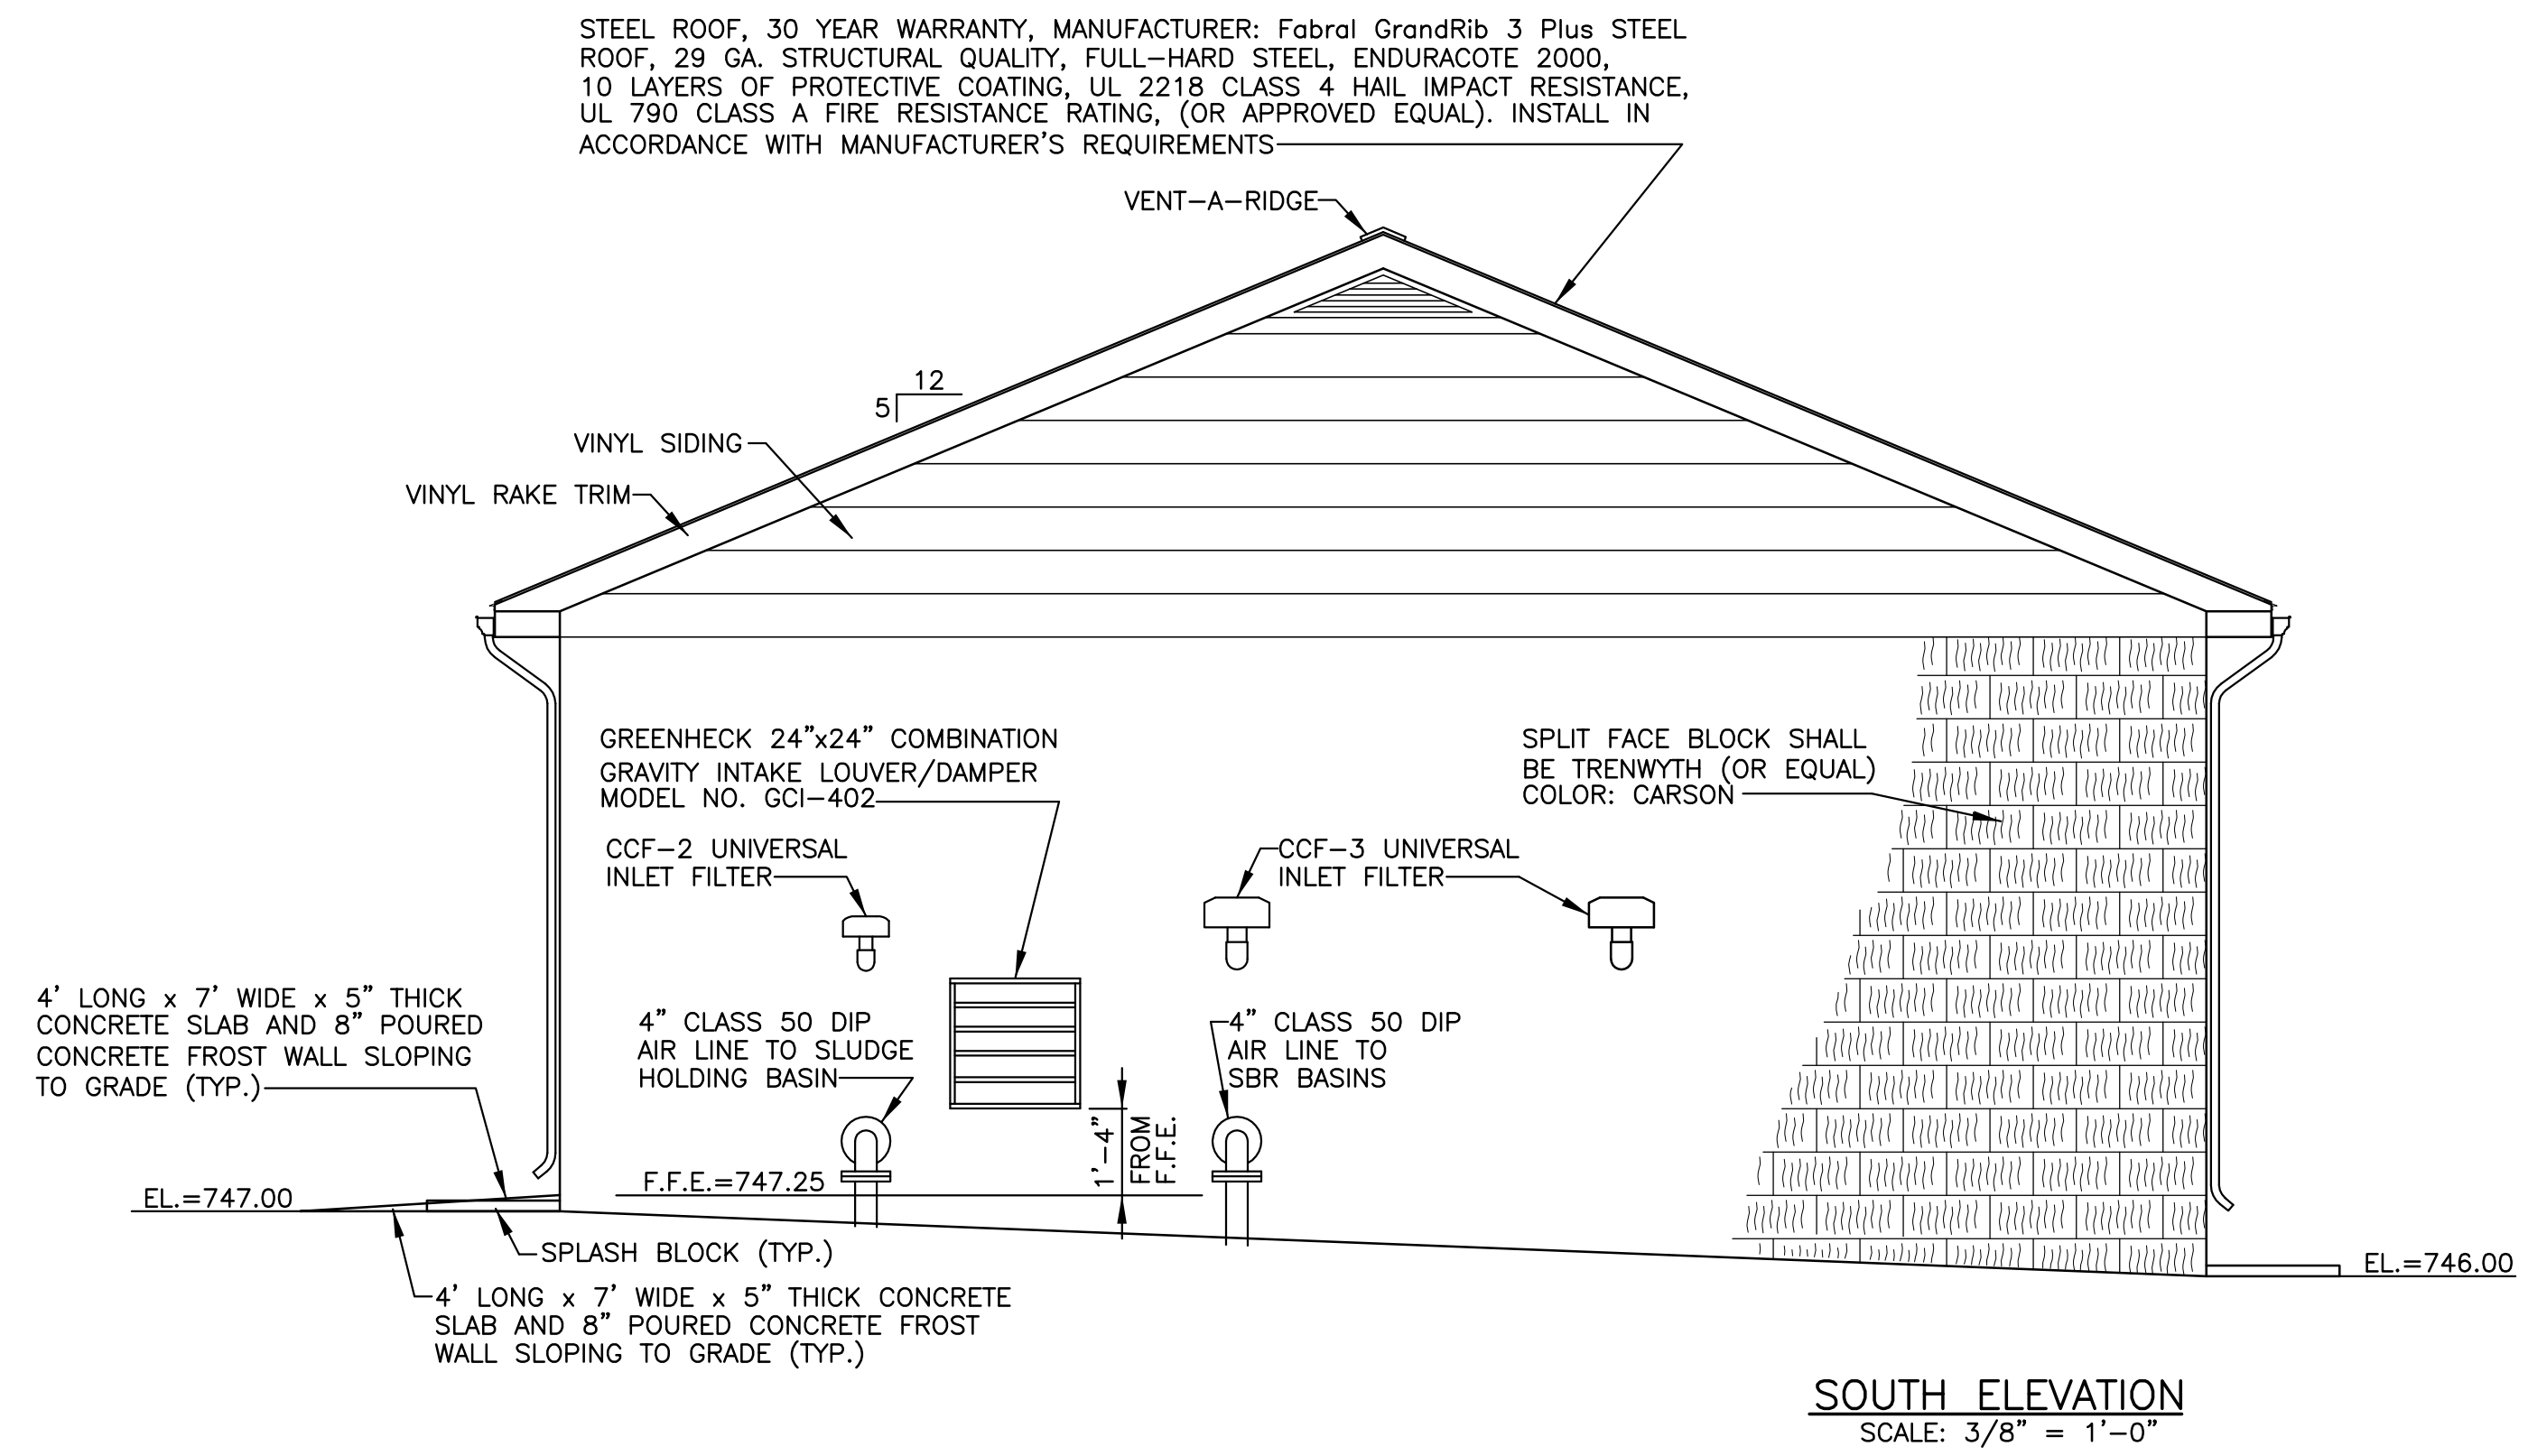 STEEL ROOF, 30 YEAR WARRANTY, MANUFACTURER: Fabral GrandRib 3 Plus STEEL
ROOF, 29 GA. STRUCTURAL QUALITY, FULL-HARD STEEL, ENDURACOTE 2000,
10 LAYERS OF PROTECTIVE COATING, UL 2218 CLASS 4 HAIL IMPACT RESISTANCE,
UL 790 CLASS A FIRE RESISTANCE RATING, (OR APPROVED EQUAL). INSTALL IN
ACCORDANCE WITH MANUFACTURER'S REQUIREMENTS
VENT-A-RIDGE
12
5
VINYL SIDING
VINYL RAKE TRIM
GREENHECK 24"x24" COMBINATION
GRAVITY INTAKE LOUVER/DAMPER
MODEL NO. GCI-402
SPLIT FACE BLOCK SHALL
BE TRENWYTH (OR EQUAL)
COLOR: CARSON
CCF-2 UNIVERSAL
INLET FILTER
CCF-3 UNIVERSAL
INLET FILTER
4' LONG x 7' WIDE x 5" THICK
CONCRETE SLAB AND 8" POURED
CONCRETE FROST WALL SLOPING
TO GRADE (TYP.)
4" CLASS 50 DIP
AIR LINE TO SLUDGE
HOLDING BASIN
4" CLASS 50 DIP
AIR LINE TO
SBR BASINS
1'-4"
FROM
F.F.E.
F.F.E.=747.25
EL.=747.00
SPLASH BLOCK (TYP.)
EL.=746.00
4' LONG x 7' WIDE x 5" THICK CONCRETE
SLAB AND 8" POURED CONCRETE FROST
WALL SLOPING TO GRADE (TYP.)
SOUTH ELEVATION
SCALE: 3/8" = 1'-0"